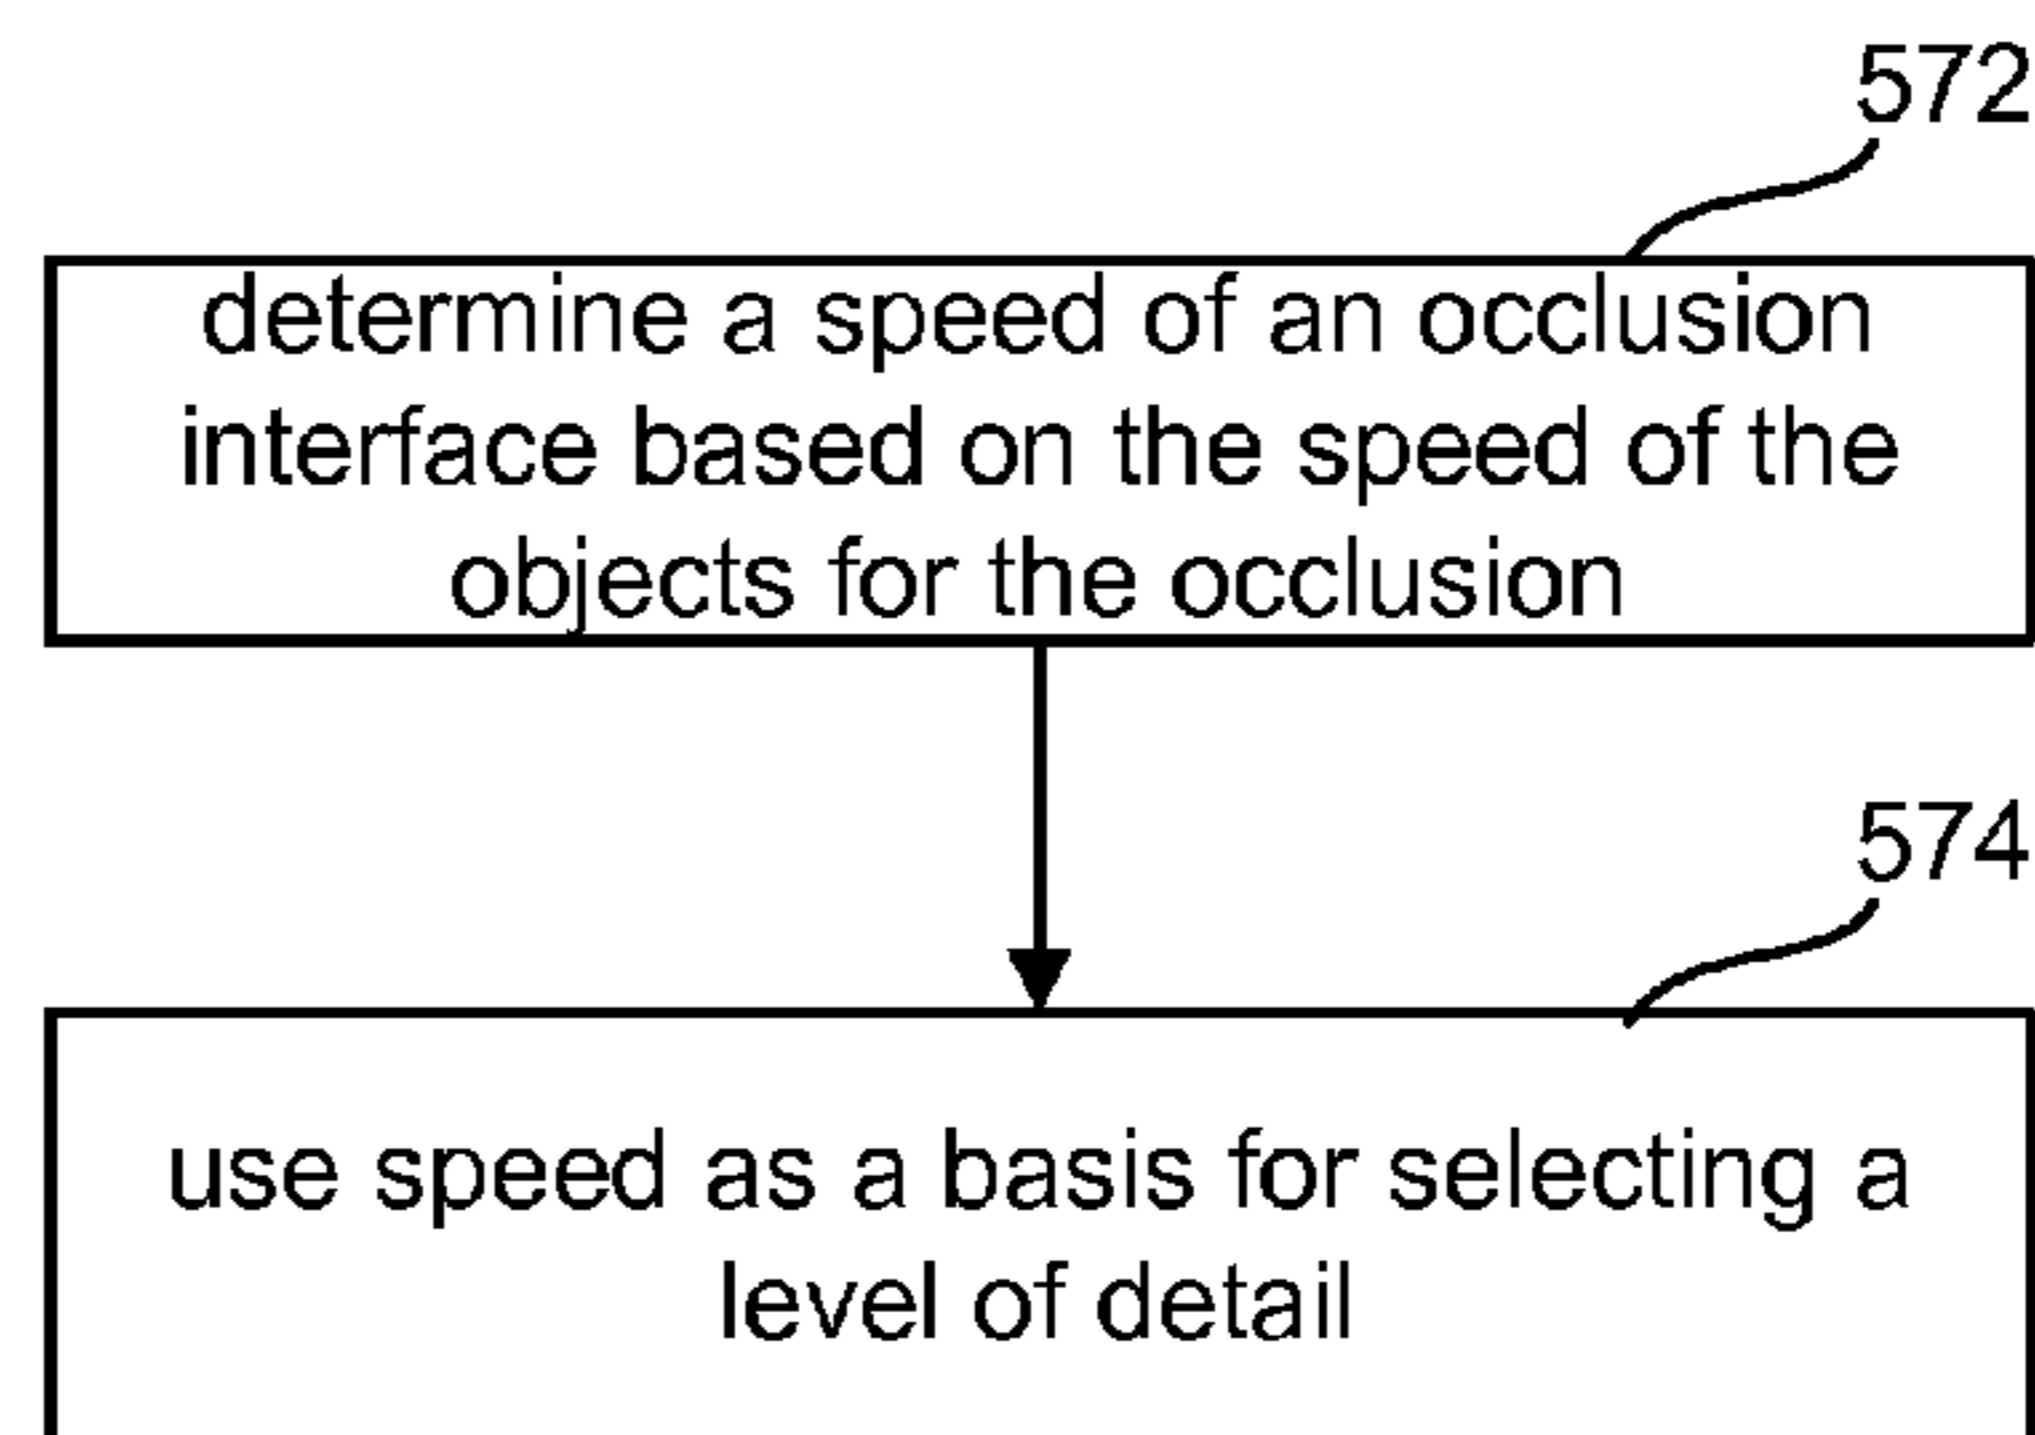 572
determine a speed of an occlusion
interface based on the speed of the
objects for the occlusion
574
use speed as a basis for selecting a
level of detail